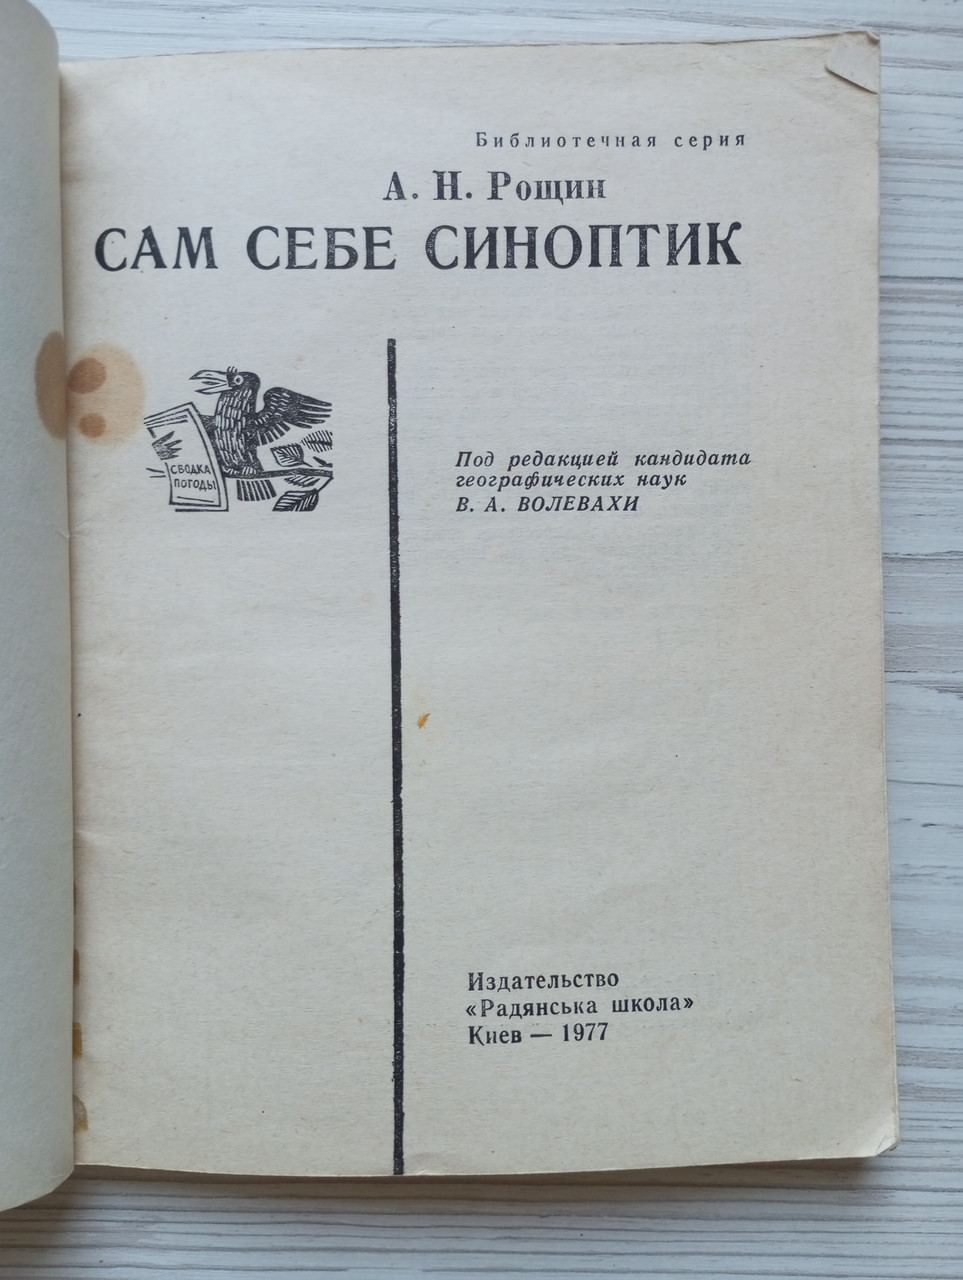 Библиотечная серия
А. Н. Рощин
САМ СЕБЕ СИНОПТИК
СВОДКА
ПОГОДЫ
Под редакцией кандидата
географических наук
В. А. ВОЛЕВАХИ
Издательство
«Радянська школа»
Киев — 1977